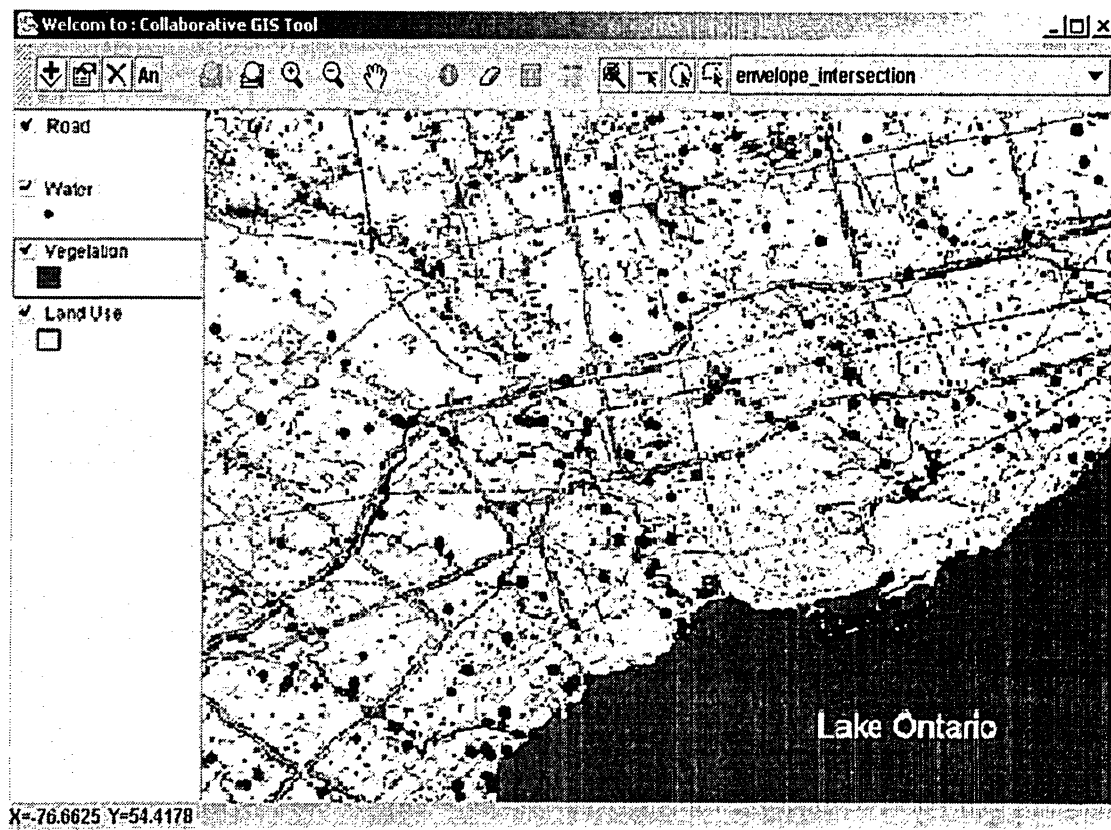 Welcom to : Collaborative GIS Tool
An
envelope_intersection
Road
Water
Vegetation
Land Use
Lake Ontario
X=-76.6625 Y=54.4178